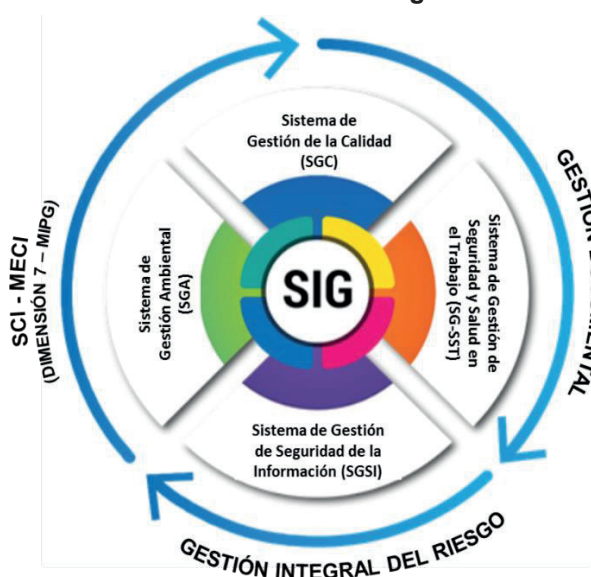 Sistema de
Gestión de la Calidad
(SGC)
GESTIÓN DOCUMENTAL
Sistema de Gestión de
Seguridad y Salud en
el Trabajo (SG-SST)
SIG
Sistema de
Gestión Ambiental
(SGA)
SCI - MECI
(DIMENSIÓN 7 – MIPG)
Sistema de Gestión
de Seguridad de la
Información (SGSI)
GESTIÓN INTEGRAL DEL RIESGO